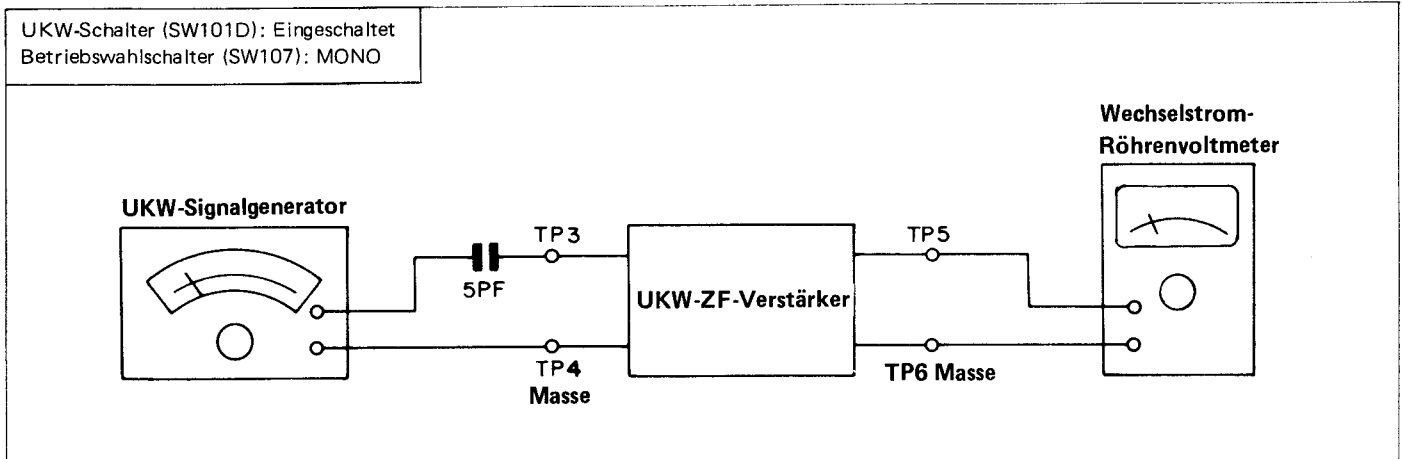 UKW-Schalter (SW101D): Eingeschaltet
Betriebswahlschalter (SW107): MONO
Wechselstrom-
Röhrenvoltmeter
UKW-Signalgenerator
TP3
TP5
5PF
UKW-ZF-Verstärker
TP4
Masse
TP6 Masse